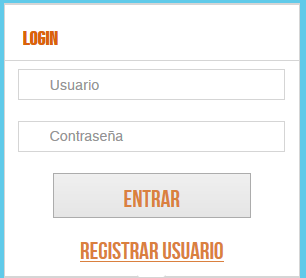 LOGIN
Usuario
Contraseña
ENTRAR
REGISTRAR USUARIO